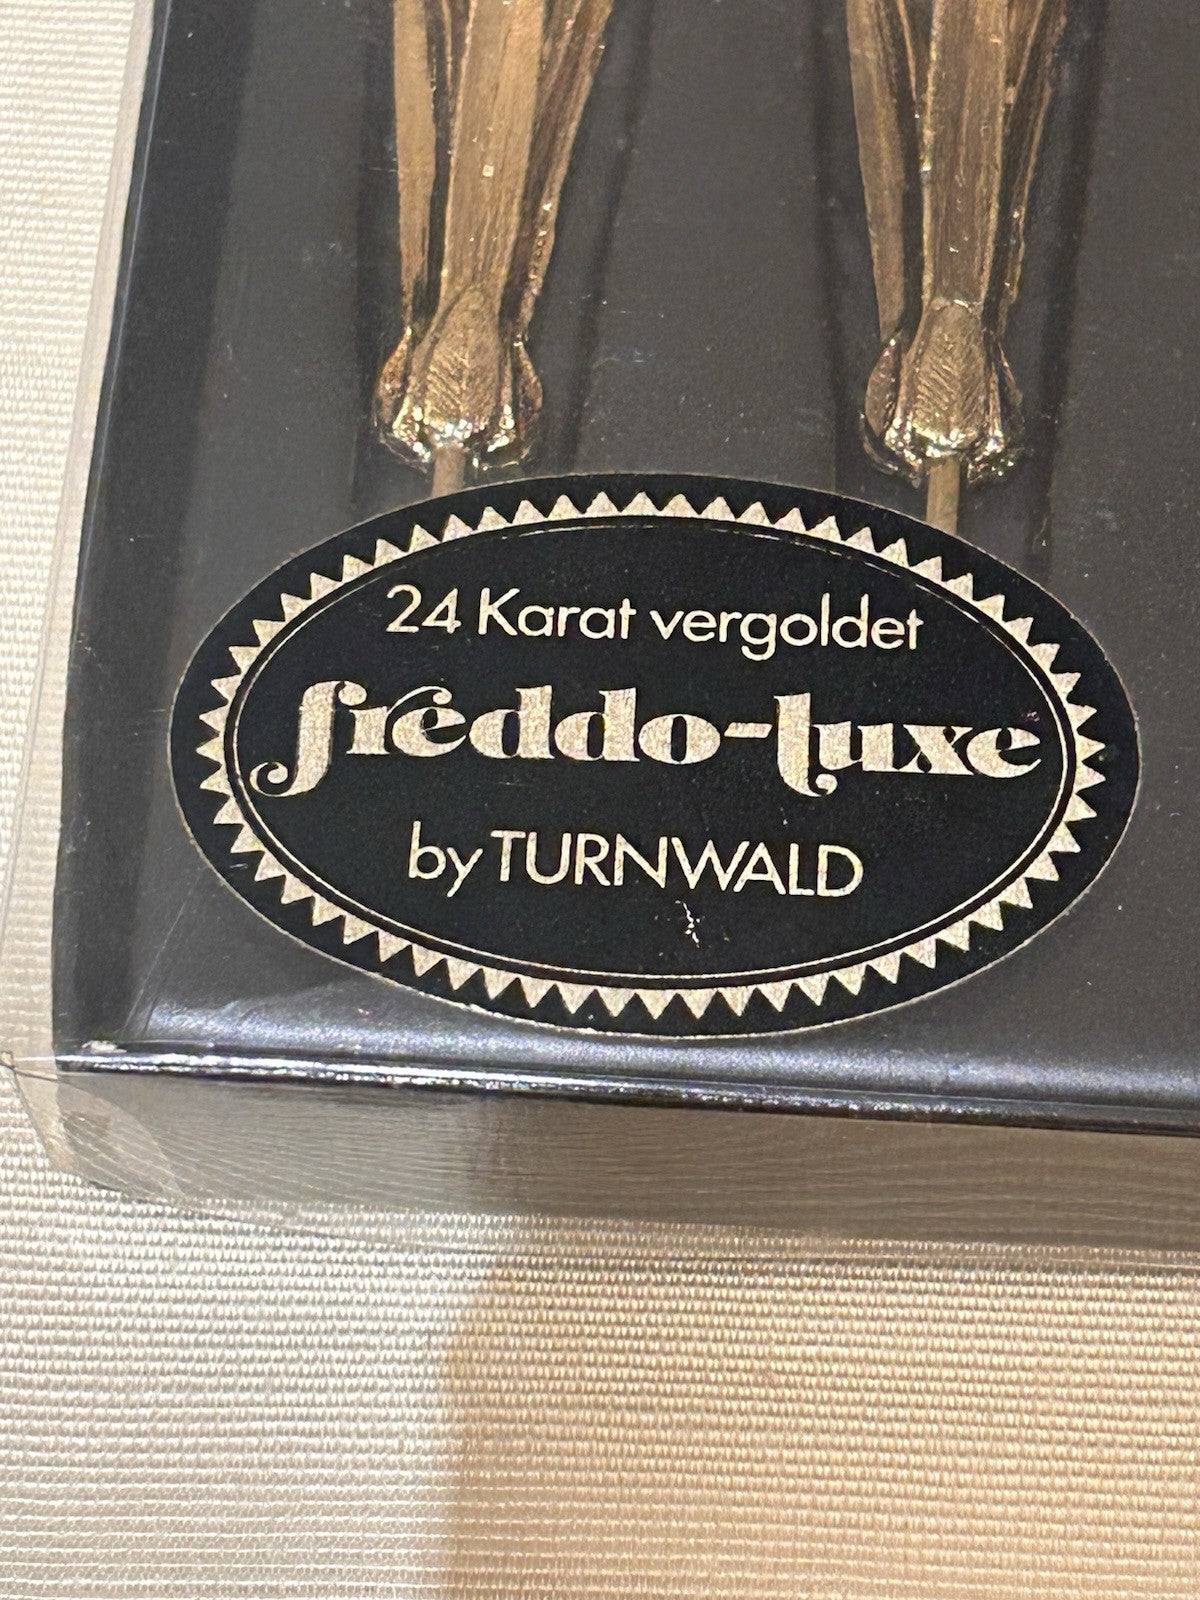 24 Karat vergoldet
freddo-luxe
by TURNWALD